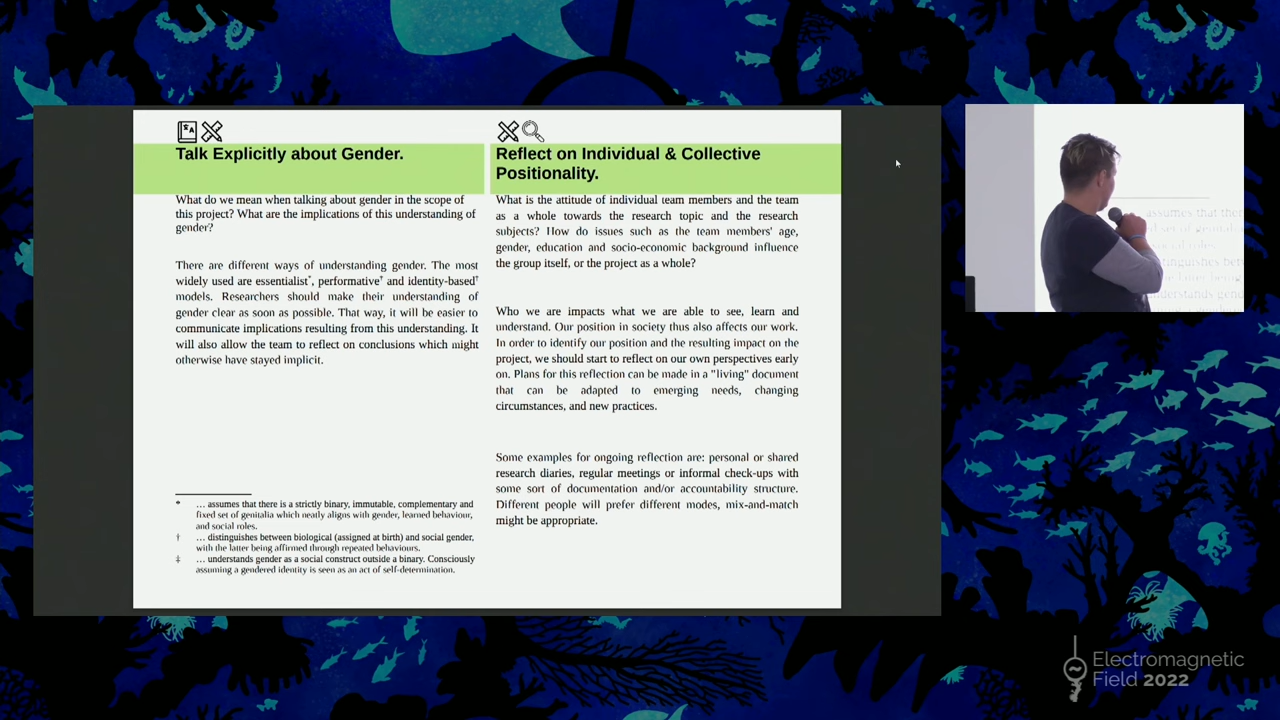 Talk Explicitly about Gender.
What do we mean when talking about gender in the scope of
this project? What are the implications of this understanding of
gender?
There are different ways of understanding gender. The most
widely used are essentialist*, performative† and identity-based†
models. Researchers should make their understanding of
gender clear as soon as possible. That way, it will be easier to
communicate implications resulting from this understanding. It
will also allow the team to reflect on conclusions which might
otherwise have stayed implicit.
* … assumes that there is a strictly binary, immutable, complementary and
fixed set of genitalia which neatly aligns with gender, learned behaviour,
and social roles.
† … distinguishes between biological (assigned at birth) and social gender,
with the latter being affirmed through repeated behaviours.
‡ … understands gender as a social construct outside a binary. Consciously
assuming a gendered identity is seen as an act of self-determination.
Reflect on Individual & Collective
Positionality.
What is the attitude of individual team members and the team
as a whole towards the research topic and the research
subjects? How do issues such as the team members' age,
gender, education and socio-economic background influence
the group itself, or the project as a whole?
Who we are impacts what we are able to see, learn and
understand. Our position in society thus also affects our work.
In order to identify our position and the resulting impact on the
project, we should start to reflect on our own perspectives early
on. Plans for this reflection can be made in a "living" document
that can be adapted to emerging needs, changing
circumstances, and new practices.
Some examples for ongoing reflection are: personal or shared
research diaries, regular meetings or informal check-ups with
some sort of documentation and/or accountability structure.
Different people will prefer different modes, mix-and-match
might be appropriate.
assumes that ther
d set of genitalia
social roles.
tinguishes betw
derstands gend
Electromagnetic
Field 2022